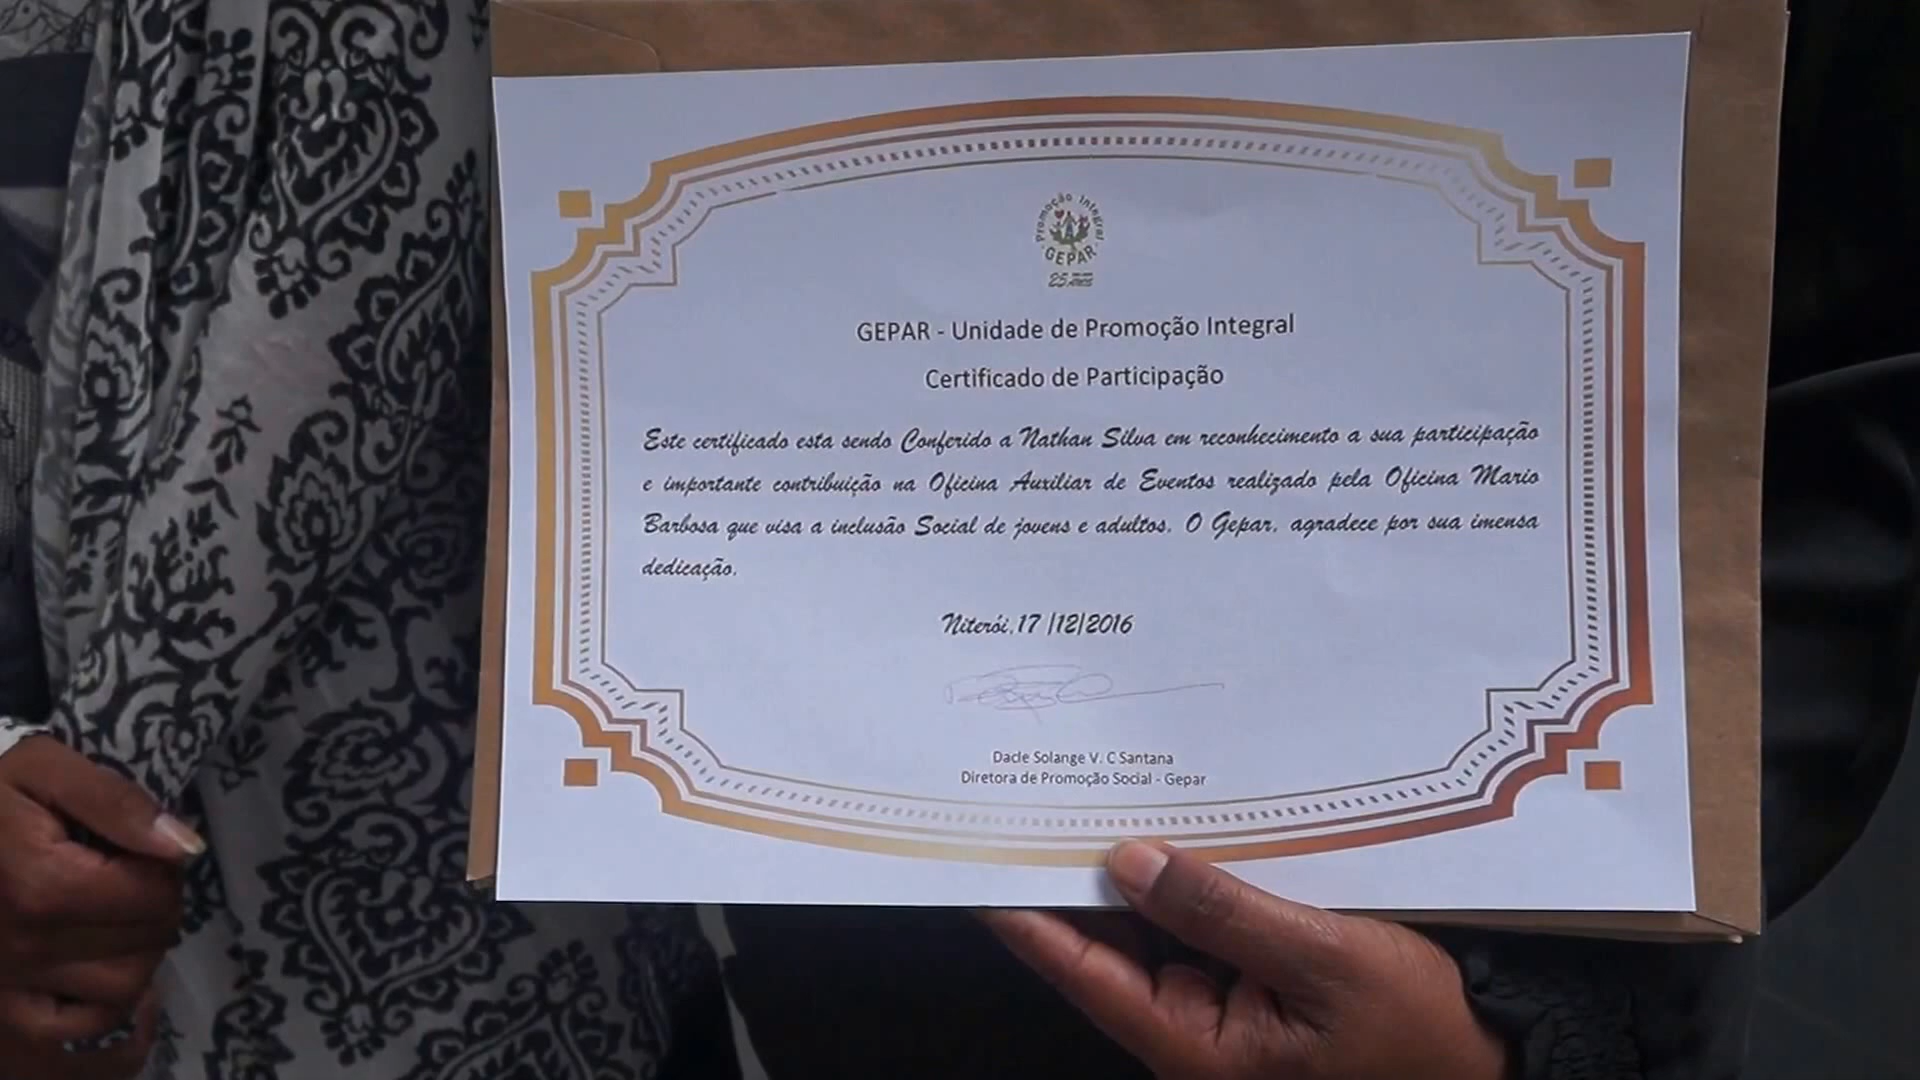 Promoção Integral
GEPAR
25 anos
GEPAR - Unidade de Promoção Integral
Certificado de Participação
Este certificado esta sendo Conferido a Nathan Silva em reconhecimento a sua participação
e importante contribuição na Oficina Auxiliar de Eventos realizado pela Oficina Mario
Barbosa que visa a inclusão Social de jovens e adultos. O Gepar, agradece por sua imensa
dedicação.
Niterói,17 /12/2016
Dacle Solange V. C Santana
Diretora de Promoção Social - Gepar